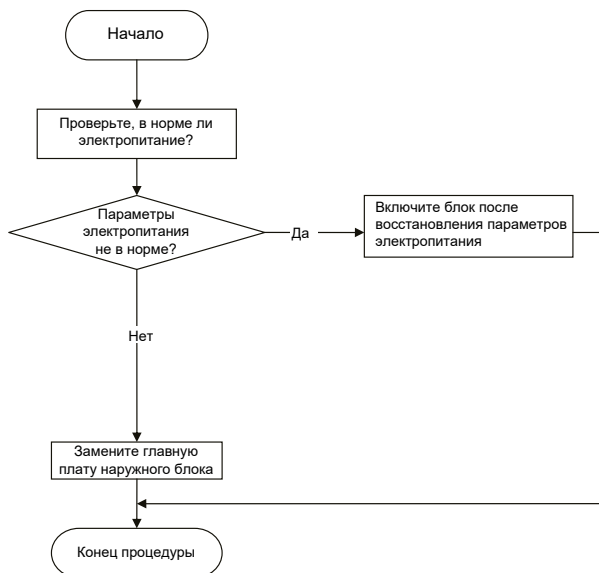 Начало
Проверьте, в норме ли
электропитание?
Параметры
электропитания
не в норме?
Да
Включите блок после
восстановления параметров
электропитания
Нет
Замените главную
плату наружного блока
Конец процедуры